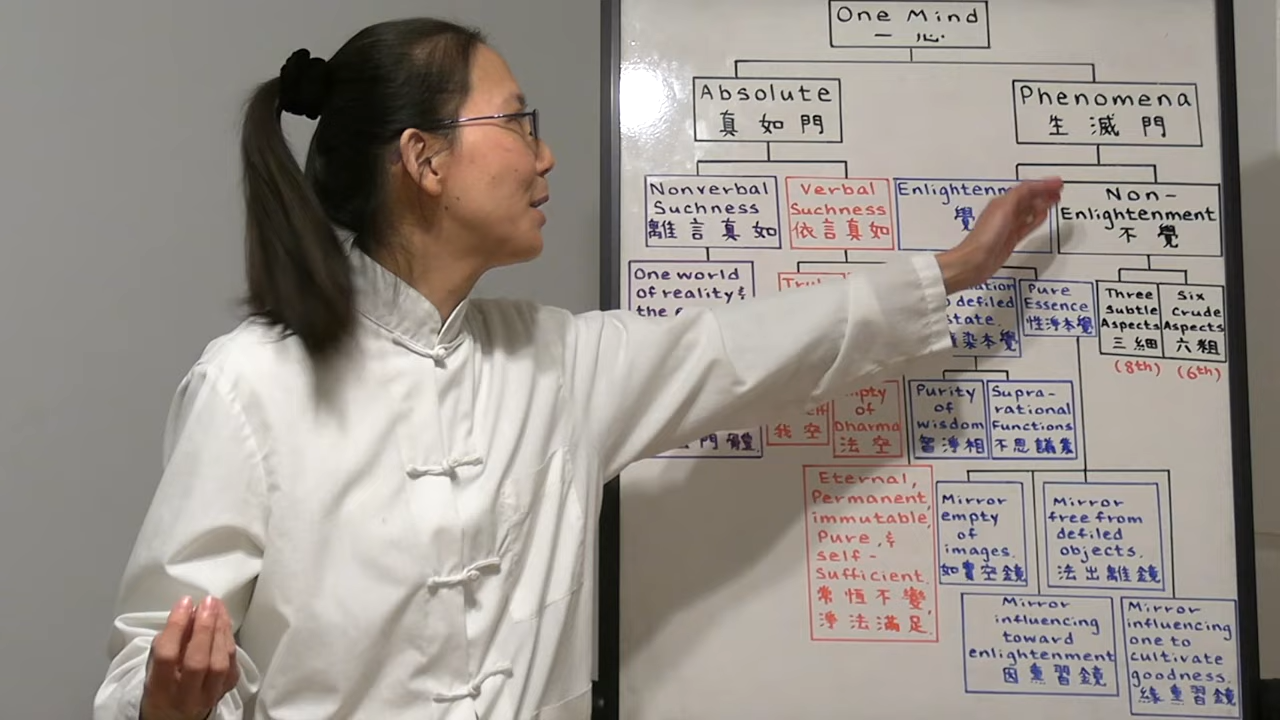 One Mind
一 心
Absolute
真 如 門
Phenomena
生 滅 門
Nonverbal
Suchness
離 言 真 如
Verbal
Suchness
依 言 真 如
覺
Non-
Enlightenment
不 覺
One world
of reality &
the
defiled
state.
染 本 覺
Pure
Essence
性 淨 本 覺
Three
Subtle
Aspects
三 細
(8th)
Six
Crude
Aspects
六 粗
(6th)
門 體
我 空
of
Dharma
法 空
Purity
of
wisdom
智 淨 相
Supra-
rational
Functions
不 思 議 業
Eternal,
Permanent,
immutable,
Pure, &
self-
Sufficient.
常 恆 不 變,
淨 法 滿 足.
Mirror
empty
of
images.
如 實 空 鏡
Mirror
free from
defiled
objects.
法 出 離 鏡
Mirror
influencing
toward
enlightenment
因 熏 習 鏡
Mirror
influencing
one to
cultivate
goodness.
緣 熏 習 鏡